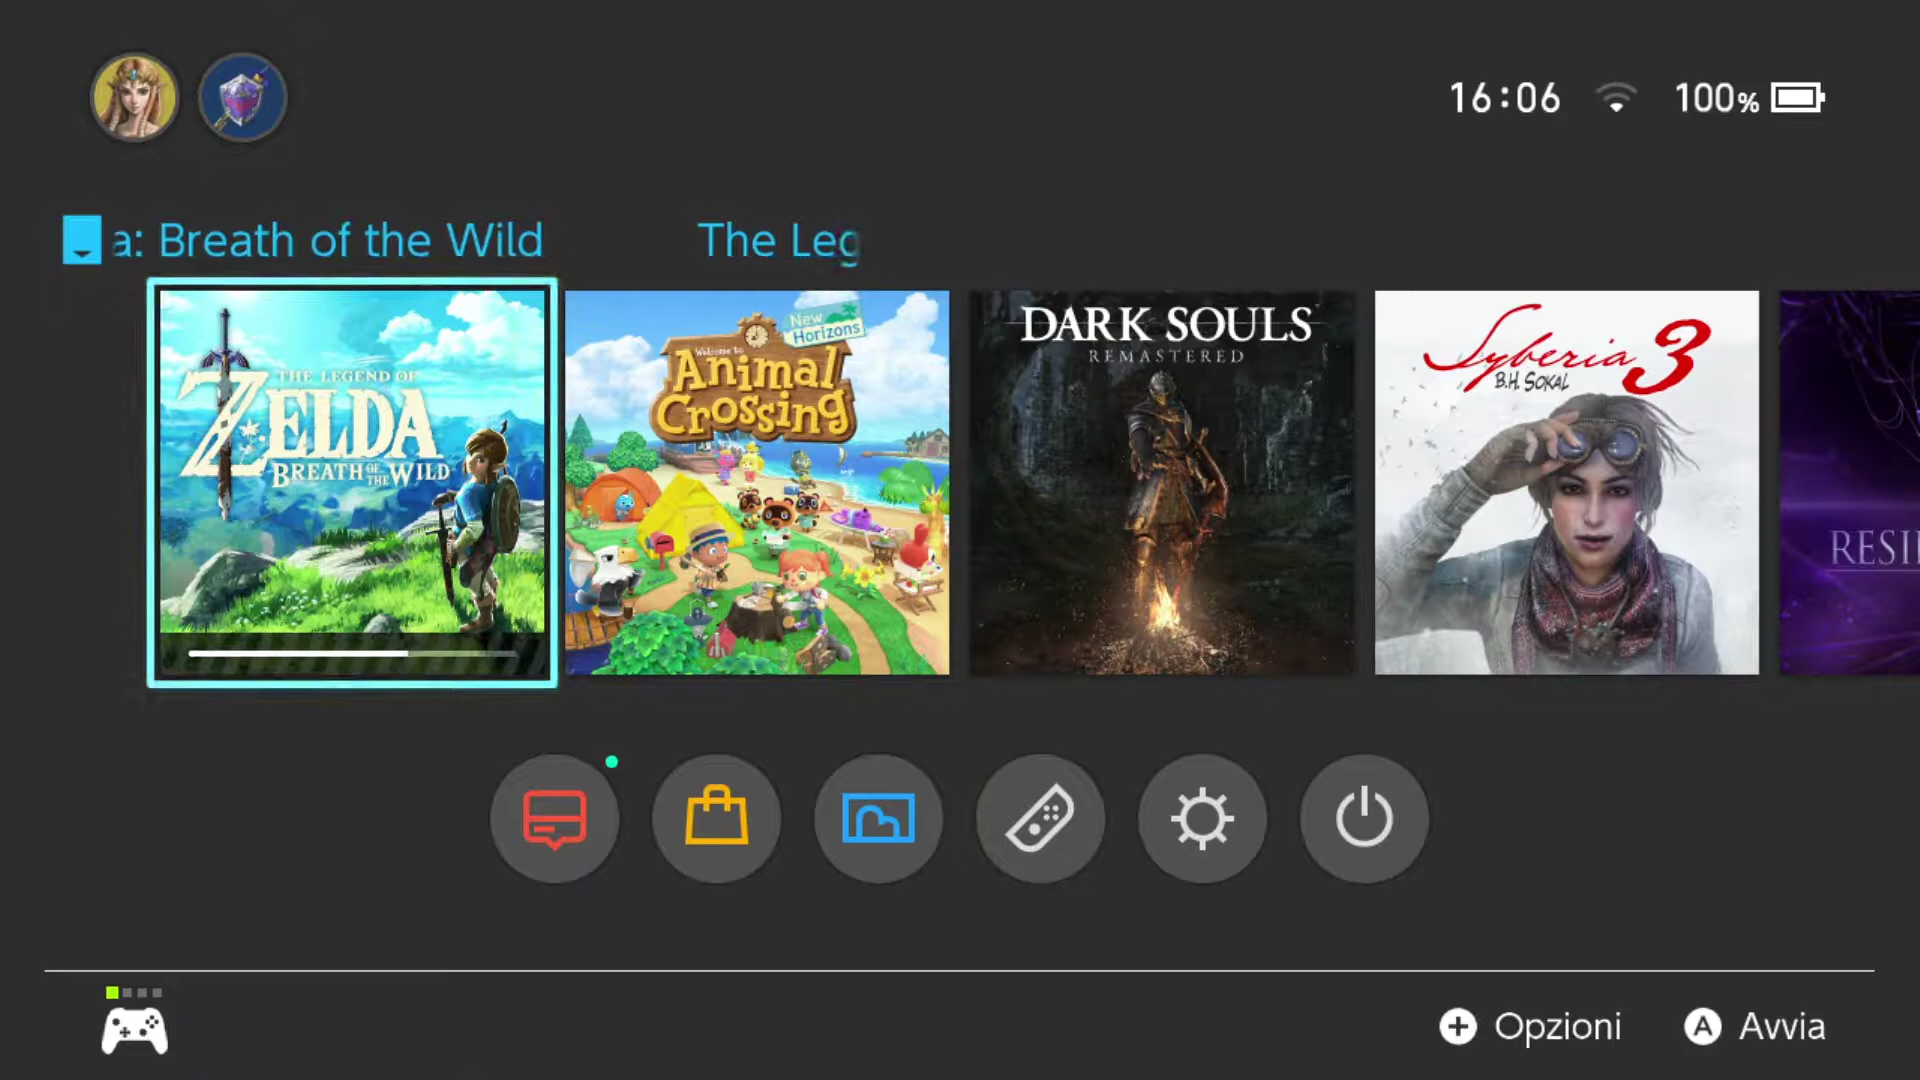 16:06 100%
a: Breath of the Wild The Leg
THE LEGEND OF
ZELDA
BREATH OF THE WILD
Welcome to
Animal
Crossing
New
Horizons
DARK SOULS
REMASTERED
Syberia 3
B.H. SOKAL
RESI
+ Opzioni A Avvia